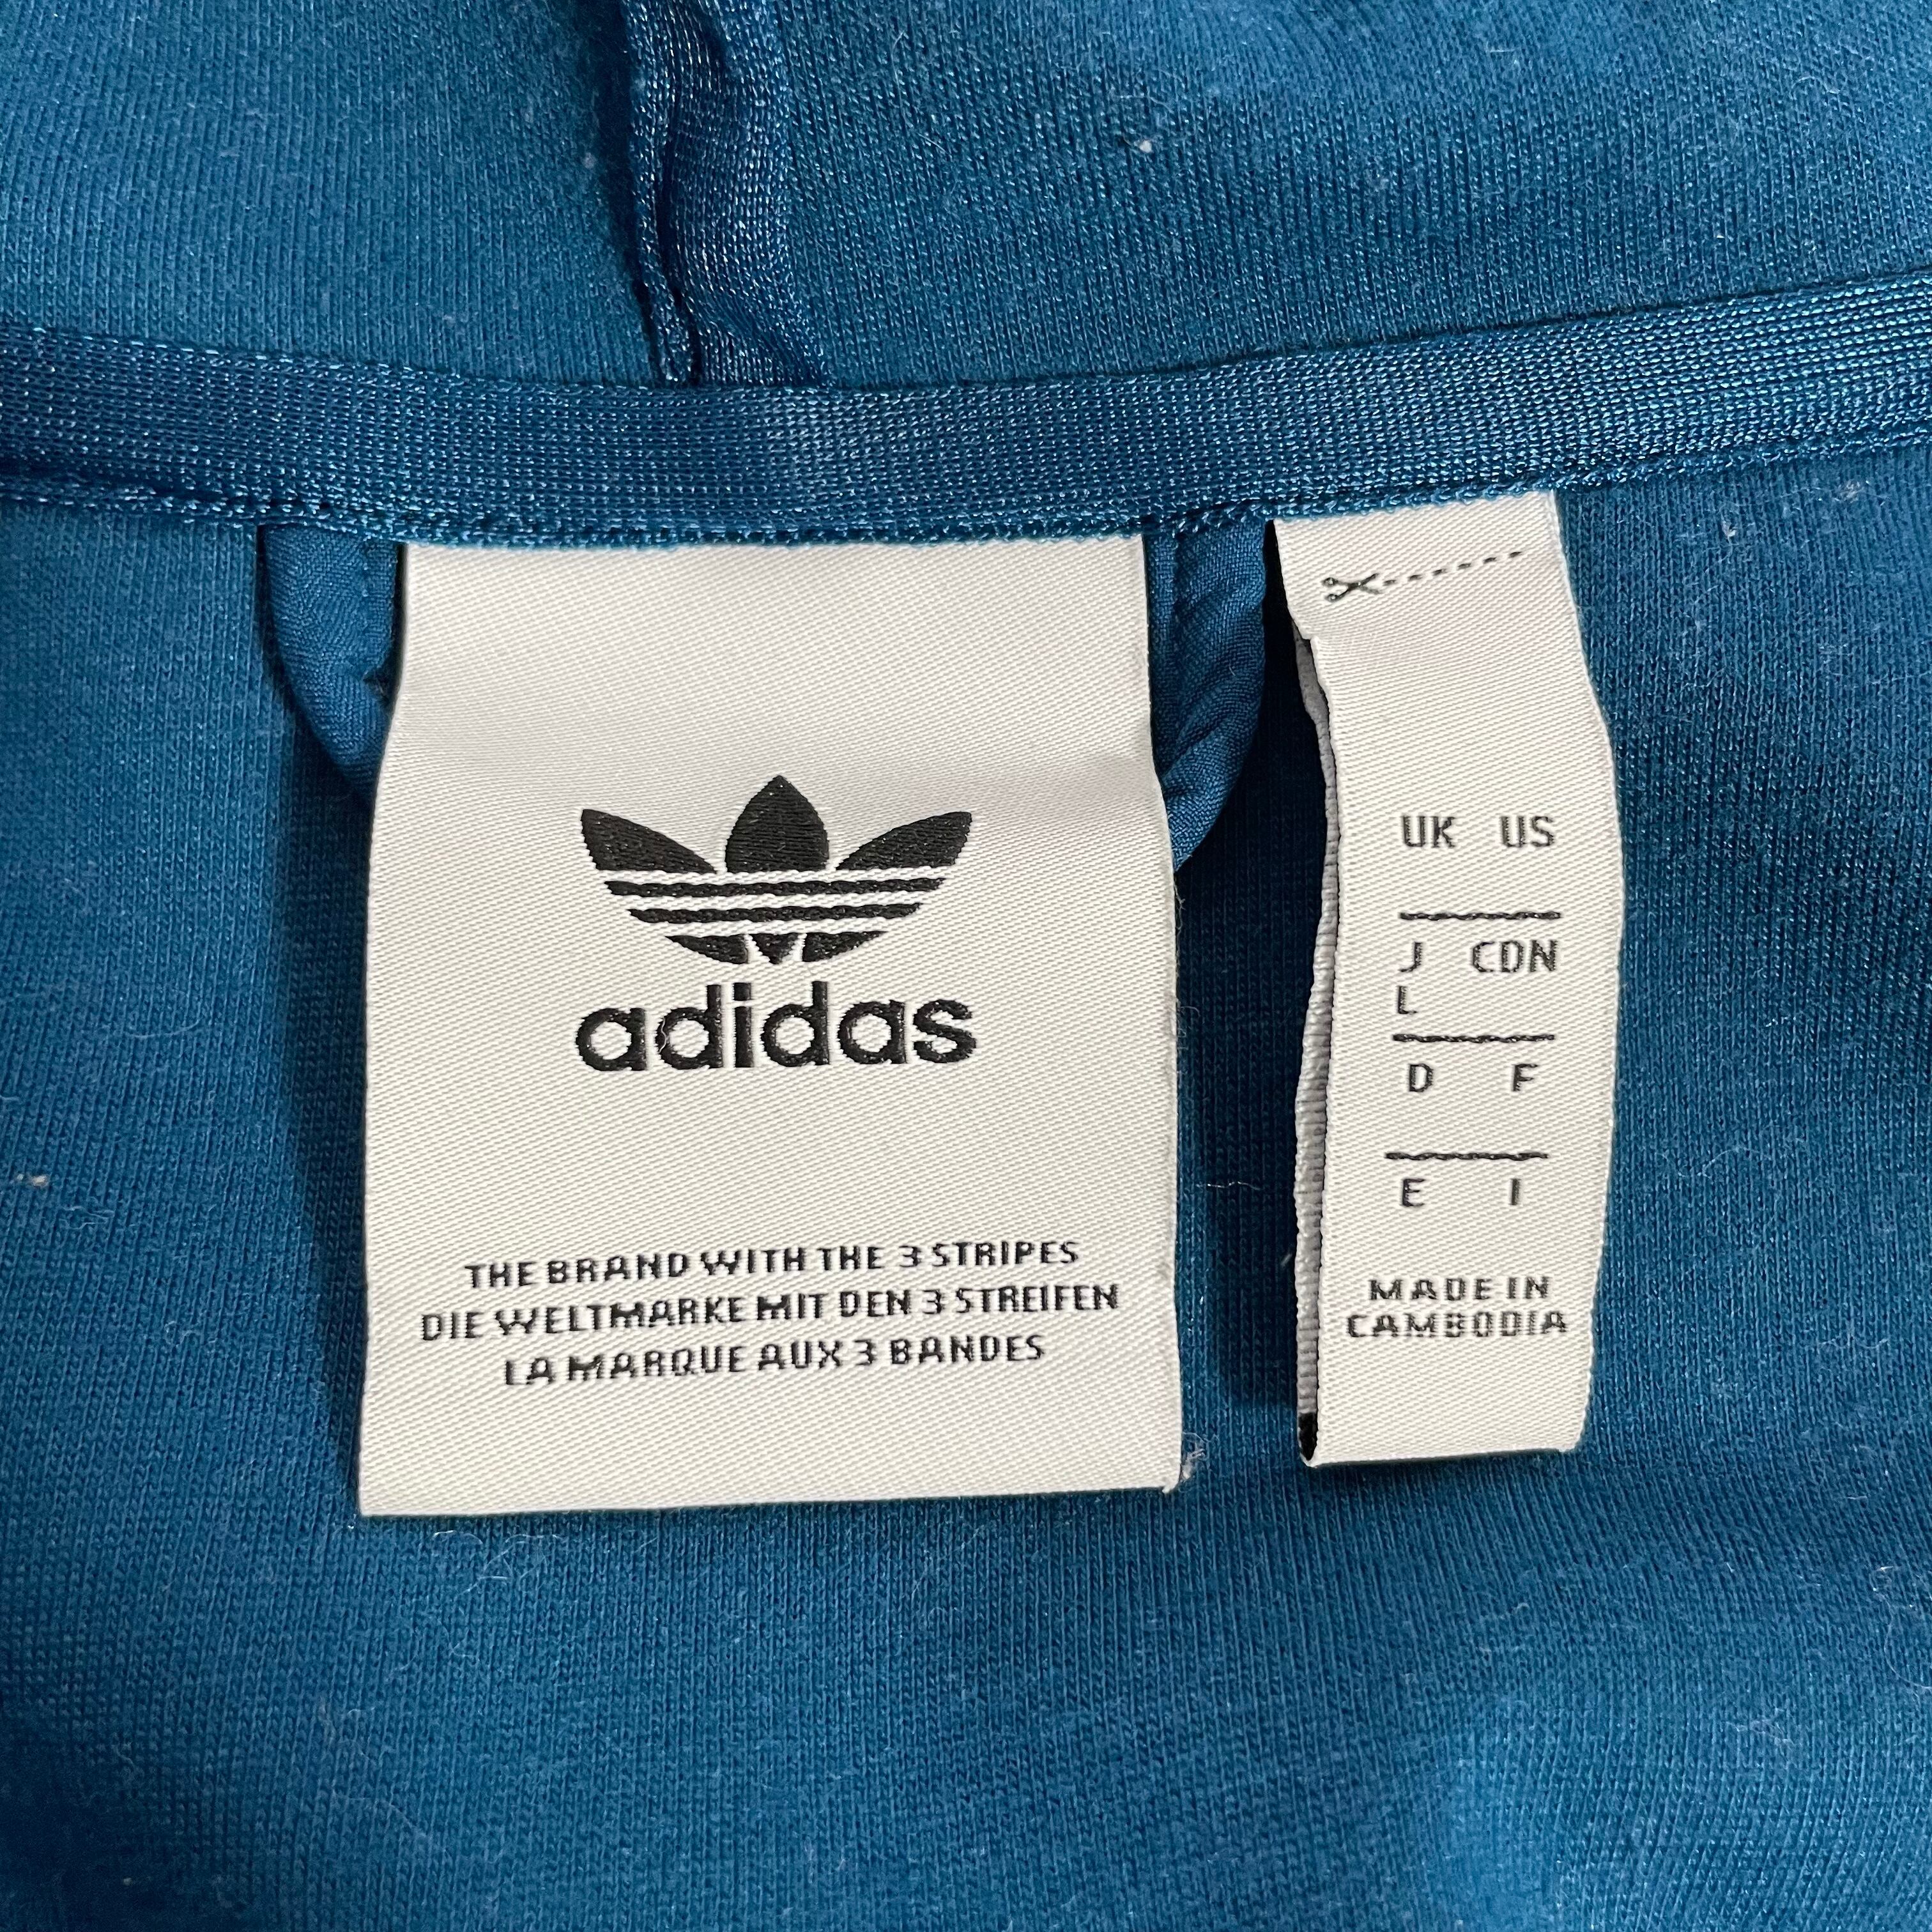 adidas
THE BRAND WITH THE 3 STRIPES
DIE WELTMARKE MIT DEN 3 STREIFEN
LA MARQUE AUX 3 BANDES
UK US
J CDN
L
D F
E I
MADE IN
CAMBODIA